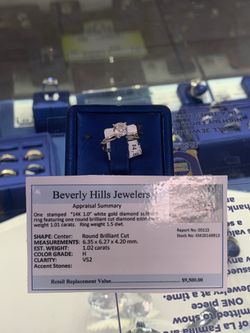 Beverly Hills Jewelers
Appraisal Summary
One stamped "14K 1.0" white gold diamond
ring featuring one round brilliant cut diamond
weight 1.01 carats. Ring weight 1.5 dwt.
Report No: 00133
SHAPE: Center: Round Brilliant Cut
MEASUREMENTS: 6.35 x 6.27 x 4.20 mm.
EST. WEIGHT: 1.02 carats
COLOR: H
CLARITY: VS2
Accent Stones:
Retail Replacement Value $9,500.00